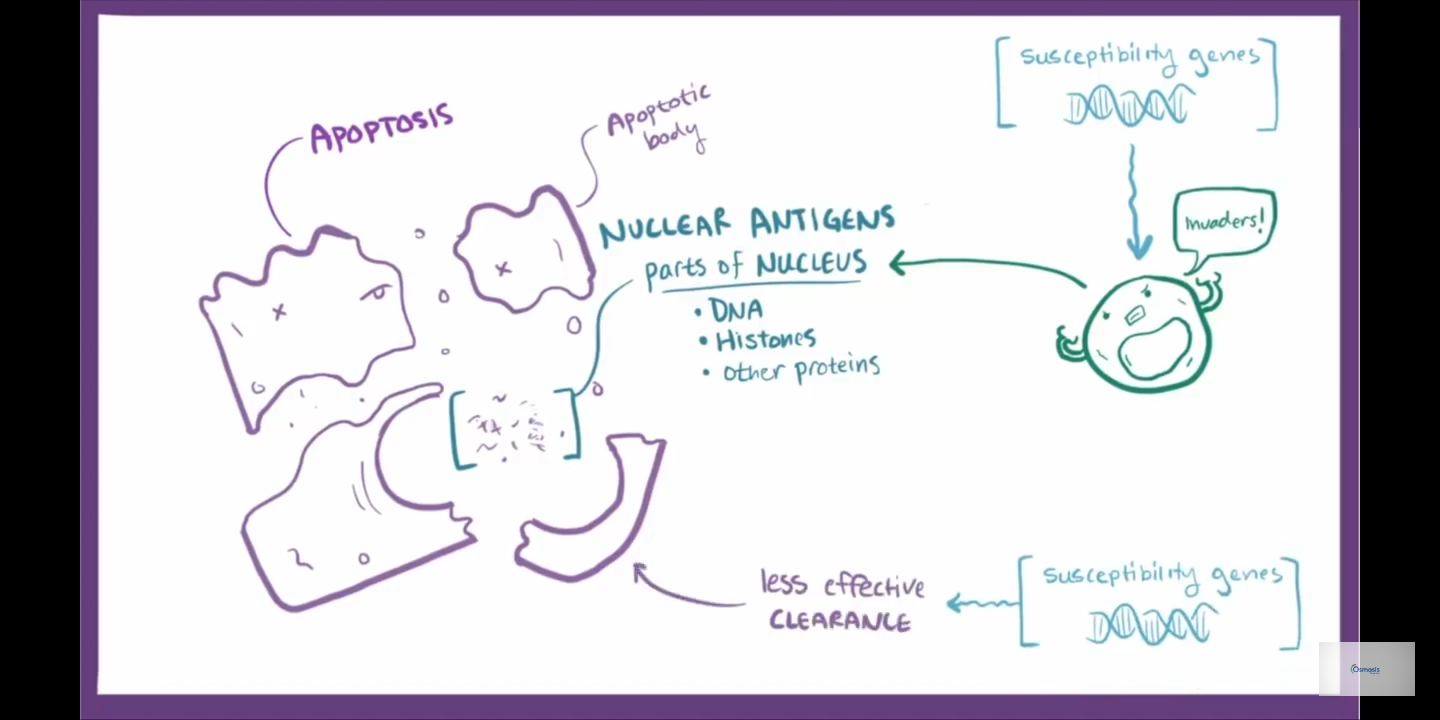 susceptibility genes
APOPTOSIS
Apoptotic
body
Invaders!
NUCLEAR ANTIGENS
parts of NUCLEUS
• DNA
• Histones
• other proteins
less effective
CLEARANCE
susceptibility genes
Osmosis